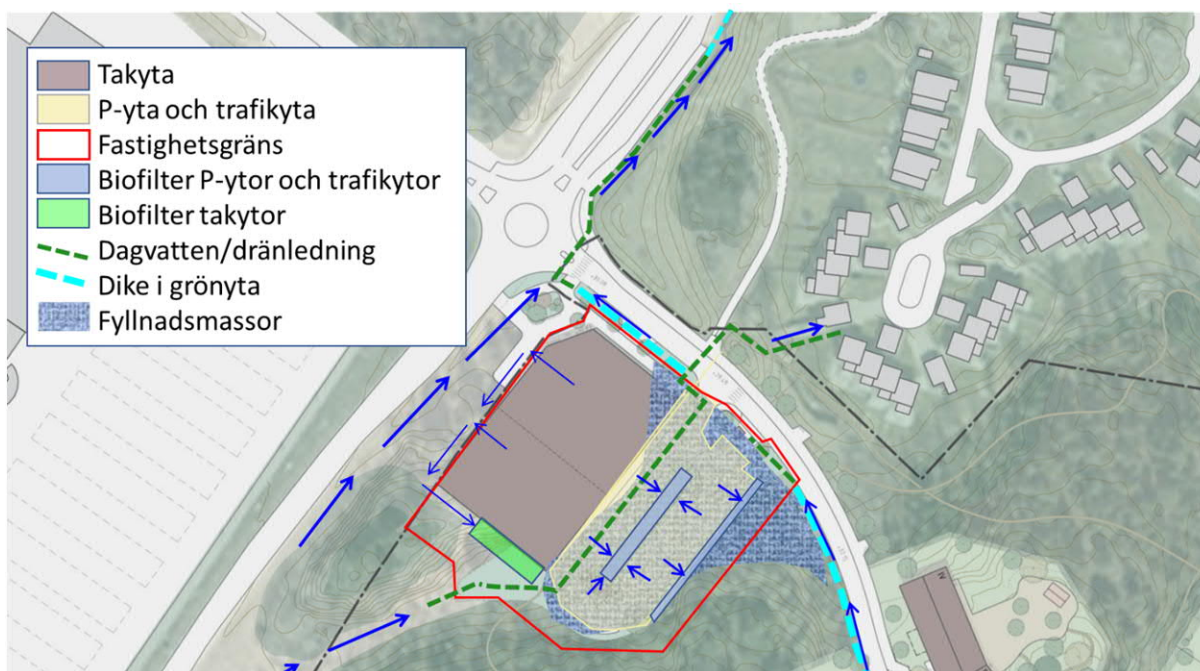 Takyta
P-yta och trafikyta
Fastighetsgräns
Biofilter P-ytor och trafikytor
Biofilter takytor
Dagvatten/dränledning
Dike i grönyta
Fyllnadsmassor